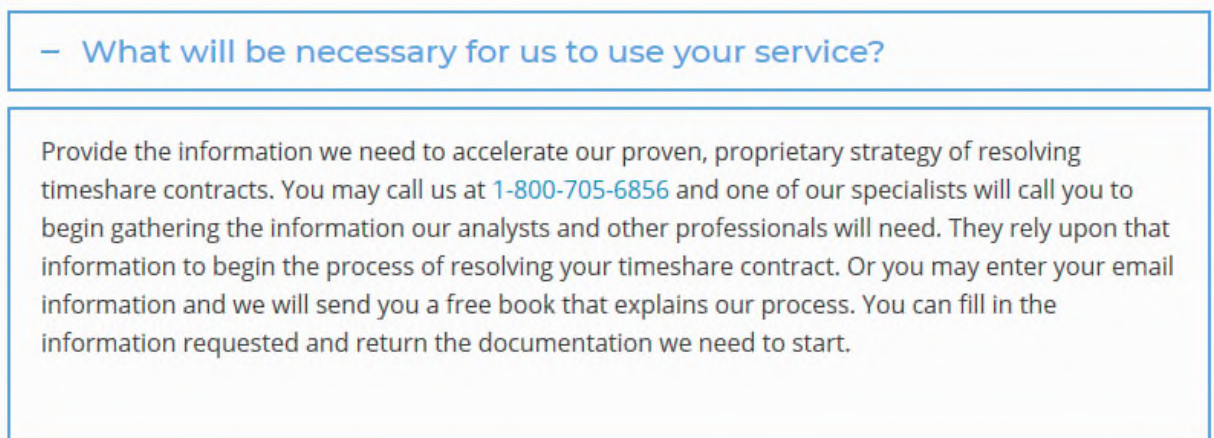 – What will be necessary for us to use your service?
Provide the information we need to accelerate our proven, proprietary strategy of resolving
timeshare contracts. You may call us at 1-800-705-6856 and one of our specialists will call you to
begin gathering the information our analysts and other professionals will need. They rely upon that
information to begin the process of resolving your timeshare contract. Or you may enter your email
information and we will send you a free book that explains our process. You can fill in the
information requested and return the documentation we need to start.